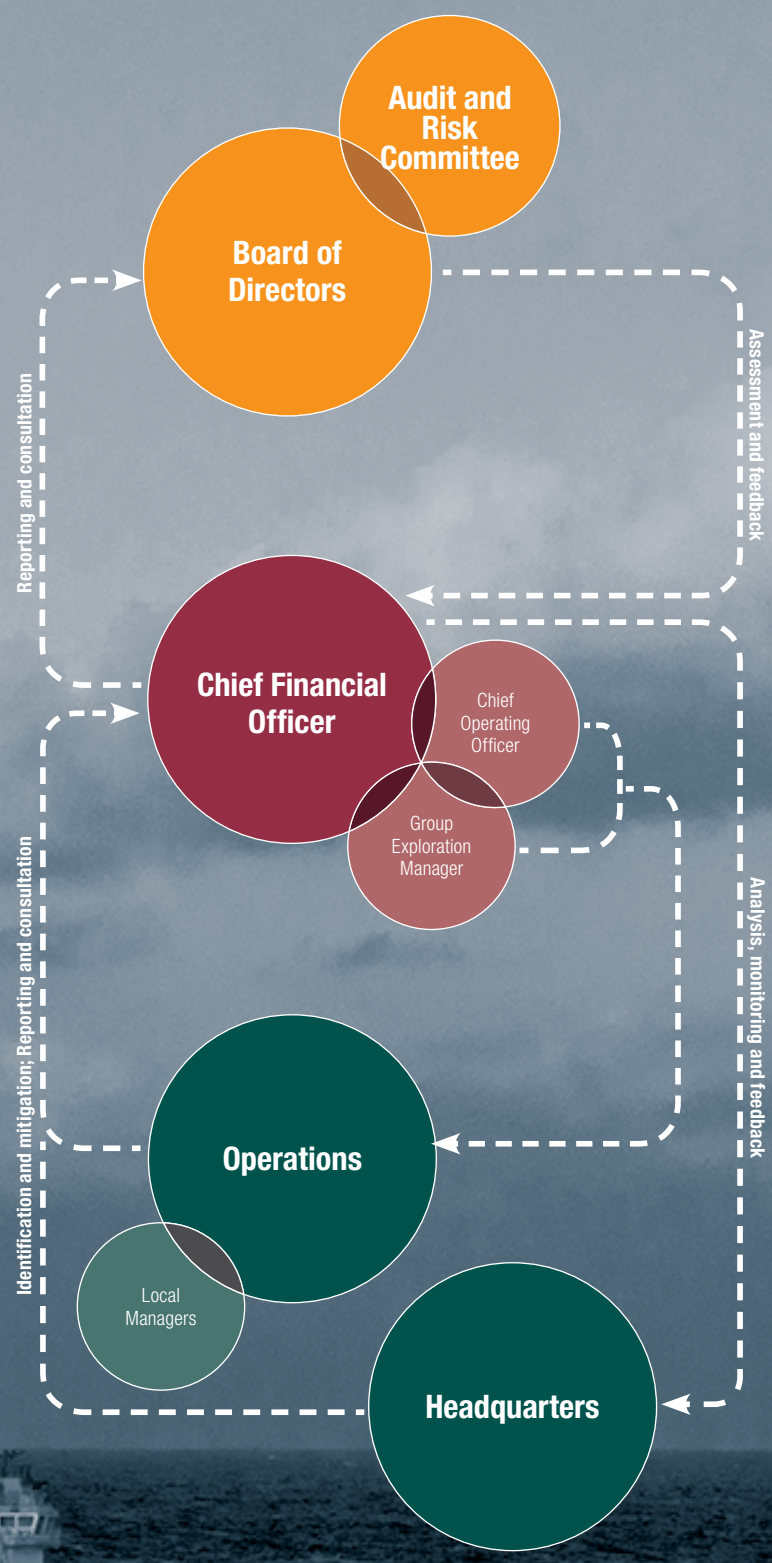 Audit and
Risk
Committee
Board of
Directors
Reporting and consultation
Assessment and feedback
Chief Financial
Officer
Chief
Operating
Officer
Group
Exploration
Manager
Identification and mitigation; Reporting and consultation
Analysis, monitoring and feedback
Operations
Local
Managers
Headquarters